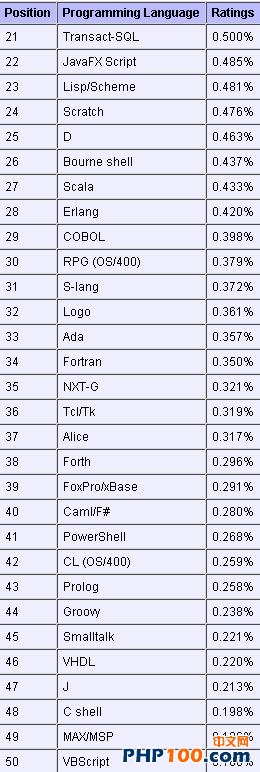 Position Programming Language Ratings
21 Transact-SQL 0.500%
22 JavaFX Script 0.485%
23 Lisp/Scheme 0.481%
24 Scratch 0.476%
25 D 0.463%
26 Bourne shell 0.437%
27 Scala 0.433%
28 Erlang 0.420%
29 COBOL 0.398%
30 RPG (OS/400) 0.379%
31 S-lang 0.372%
32 Logo 0.361%
33 Ada 0.357%
34 Fortran 0.350%
35 NXT-G 0.321%
36 Tcl/Tk 0.319%
37 Alice 0.317%
38 Forth 0.296%
39 FoxPro/xBase 0.291%
40 Caml/F# 0.280%
41 PowerShell 0.268%
42 CL (OS/400) 0.259%
43 Prolog 0.258%
44 Groovy 0.238%
45 Smalltalk 0.221%
46 VHDL 0.220%
47 J 0.213%
48 C shell 0.198%
49 MAX/MSP
中文网
PHP100.com
50 VBScript